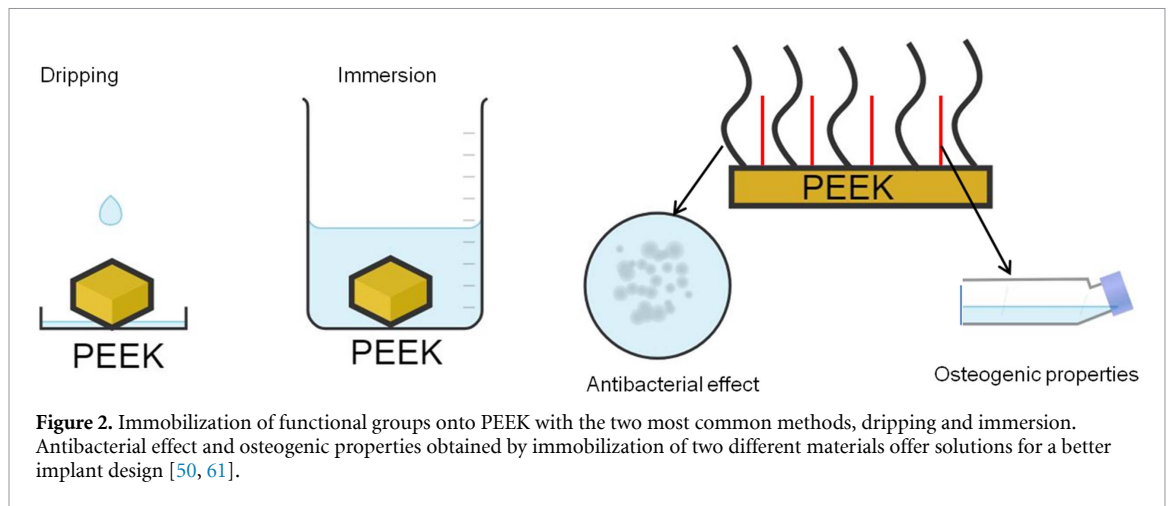 Dripping
Immersion
PEEK
PEEK
PEEK
Antibacterial effect
Osteogenic properties
Figure 2. Immobilization of functional groups onto PEEK with the two most common methods, dripping and immersion.
Antibacterial effect and osteogenic properties obtained by immobilization of two different materials offer solutions for a better
implant design [50, 61].